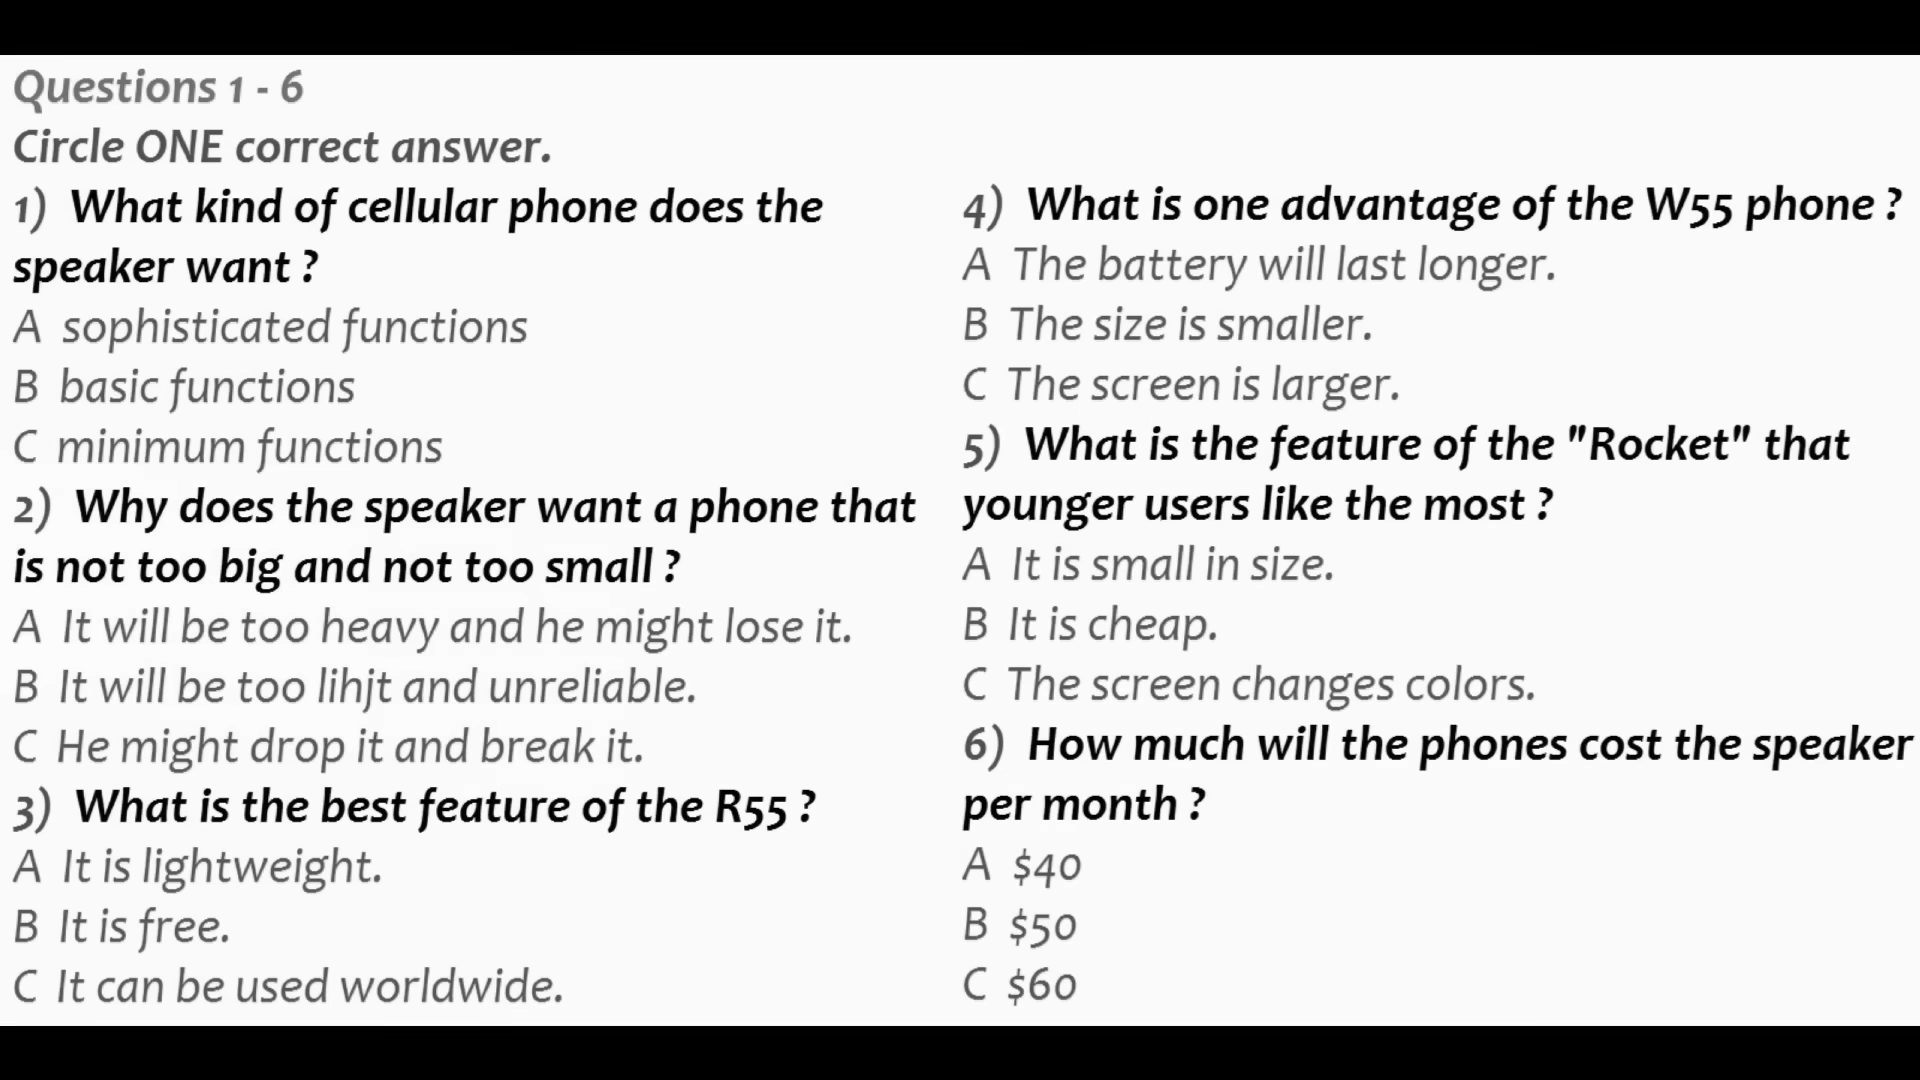 Questions 1 - 6
Circle ONE correct answer.
1) What kind of cellular phone does the
speaker want ?
A sophisticated functions
B basic functions
C minimum functions
2) Why does the speaker want a phone that
is not too big and not too small ?
A It will be too heavy and he might lose it.
B It will be too lihjt and unreliable.
C He might drop it and break it.
3) What is the best feature of the R55 ?
A It is lightweight.
B It is free.
C It can be used worldwide.
4) What is one advantage of the W55 phone ?
A The battery will last longer.
B The size is smaller.
C The screen is larger.
5) What is the feature of the "Rocket" that
younger users like the most ?
A It is small in size.
B It is cheap.
C The screen changes colors.
6) How much will the phones cost the speaker
per month ?
A $40
B $50
C $60